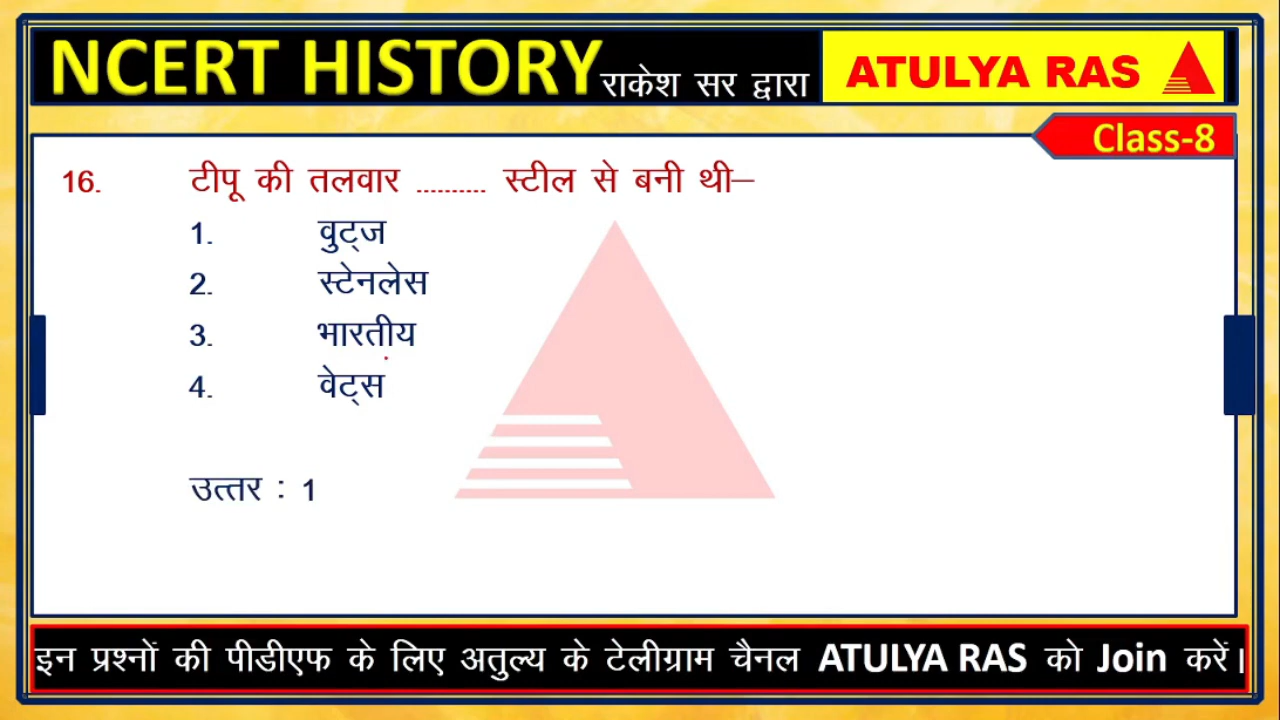 NCERT HISTORY राकेश सर द्वारा ATULYA RAS
Class-8
16. टीपू की तलवार .......... स्टील से बनी थी–
1. वुट्ज
2. स्टेनलेस
3. भारतीय
4. वेट्स
उत्तर : 1
इन प्रश्नों की पीडीएफ के लिए अतुल्य के टेलीग्राम चैनल ATULYA RAS को Join करें।